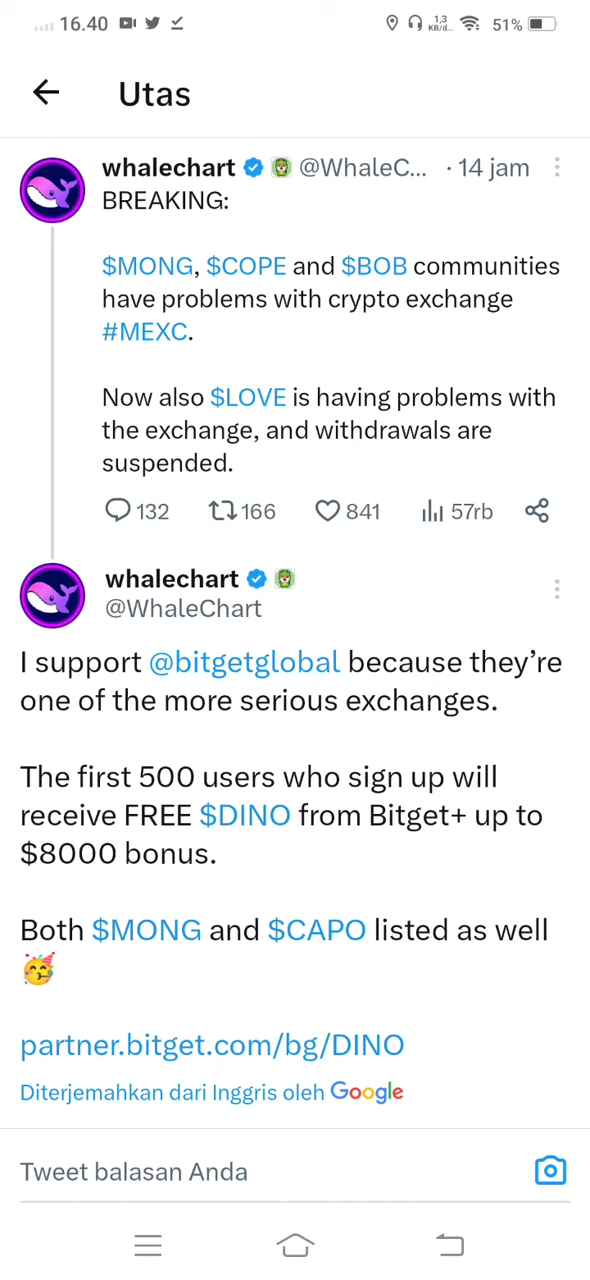 16.40
1,3
KB/d...
51%
Utas
whalechart @WhaleC... · 14 jam
BREAKING:
$MONG, $COPE and $BOB communities
have problems with crypto exchange
#MEXC.
Now also $LOVE is having problems with
the exchange, and withdrawals are
suspended.
132 166 841 57rb
whalechart
@WhaleChart
I support @bitgetglobal because they’re
one of the more serious exchanges.
The first 500 users who sign up will
receive FREE $DINO from Bitget+ up to
$8000 bonus.
Both $MONG and $CAPO listed as well
🥳
partner.bitget.com/bg/DINO
Diterjemahkan dari Inggris oleh Google
Tweet balasan Anda